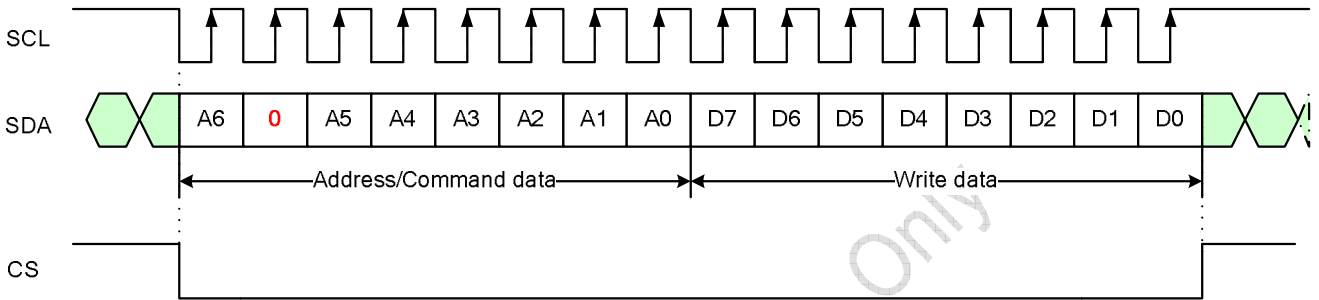 SCL
SDA A6 0 A5 A4 A3 A2 A1 A0 D7 D6 D5 D4 D3 D2 D1 D0
Address/Command data Write data
Only
CS